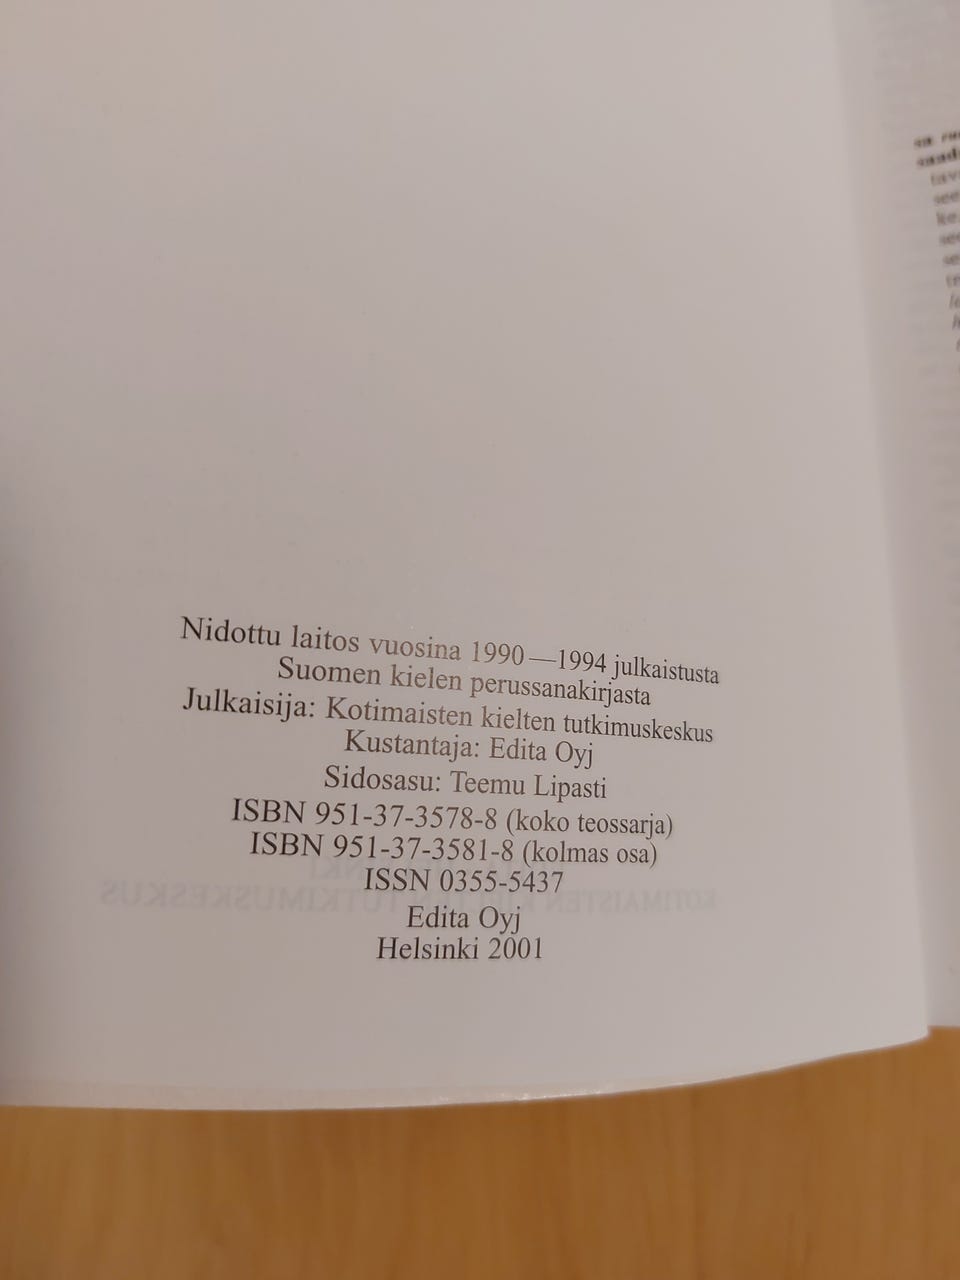 Nidottu laitos vuosina 1990—1994 julkaistusta
Suomen kielen perussanakirjasta
Julkaisija: Kotimaisten kielten tutkimuskeskus
Kustantaja: Edita Oyj
Sidosasu: Teemu Lipasti
ISBN 951-37-3578-8 (koko teossarja)
ISBN 951-37-3581-8 (kolmas osa)
ISSN 0355-5437
Edita Oyj
Helsinki 2001